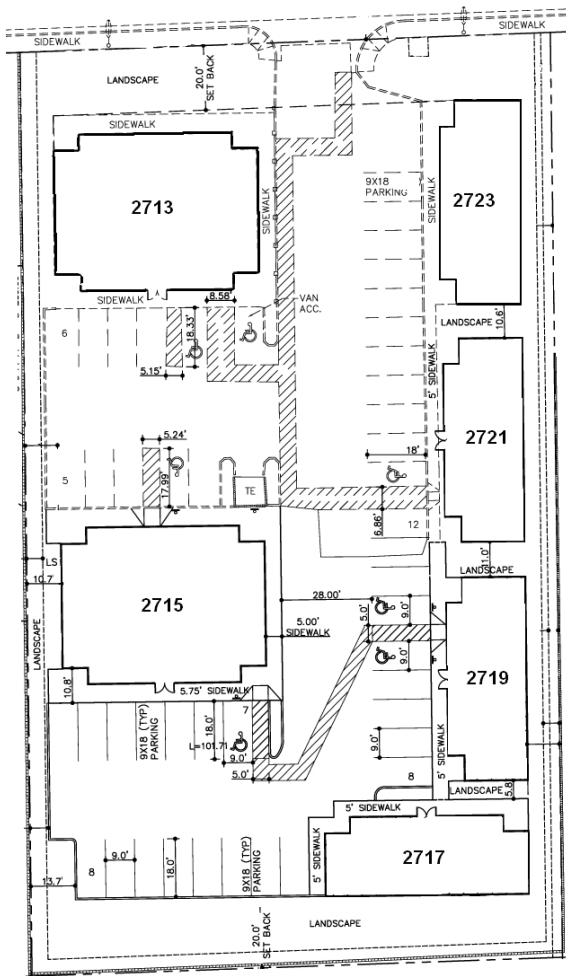 SIDEWALK
SIDEWALK
LANDSCAPE
20.0'
SET BACK
LANDSCAPE
SIDEWALK
2713
SIDEWALK
9X18
PARKING
SIDEWALK
2723
SIDEWALK
8.58'
VAN
ACC.
6
18.33'
5.15'
LANDSCAPE
10.6'
5' SIDEWALK
2721
5.24'
5
17.99'
TE
18'
6.86'
12
LS
10.7'
2715
LANDSCAPE
28.00'
5.00'
SIDEWALK
5.0'
9.0'
9.0'
LANDSCAPE
2719
10.8'
5.75' SIDEWALK
7
18.0'
L=101.71
9.0'
5.0'
9X18 (TYP)
PARKING
9.0'
8
5' SIDEWALK
LANDSCAPE
5.8
5' SIDEWALK
5' SIDEWALK
2717
8
9.0'
18.0'
9X18 (TYP)
PARKING
13.7'
20.0'
SET BACK
LANDSCAPE